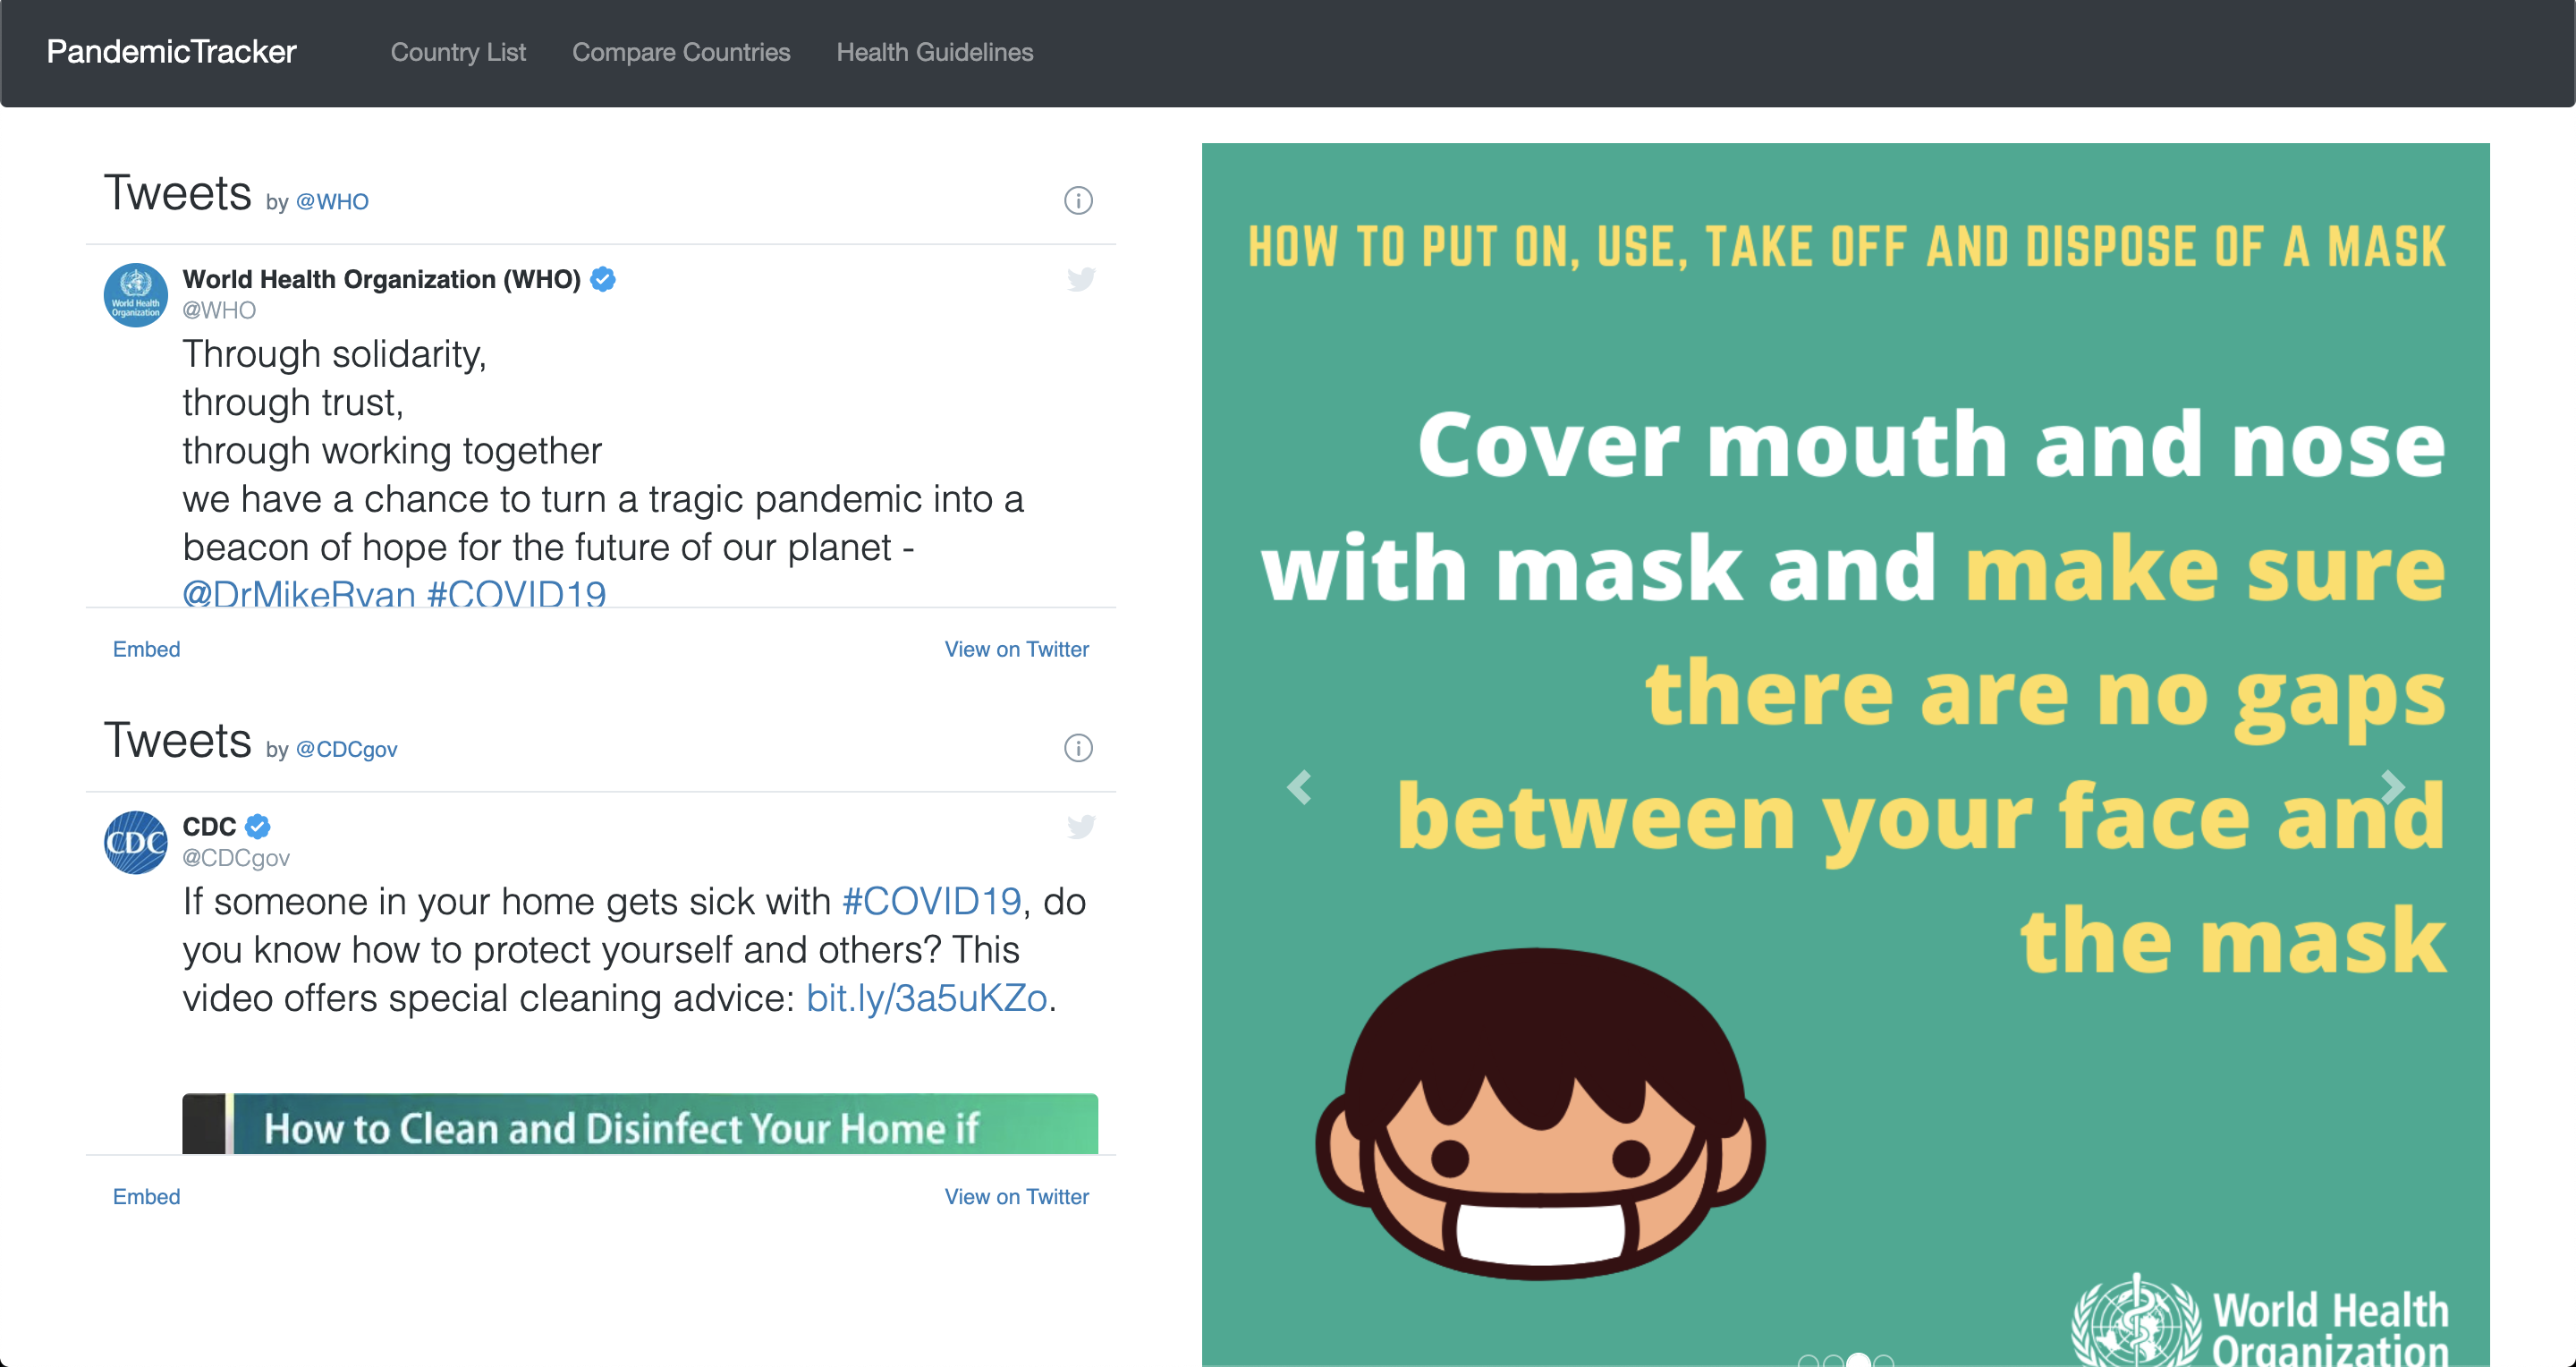 PandemicTracker
Country List
Compare Countries
Health Guidelines
Tweets by @WHO
World Health Organization (WHO)
@WHO
Through solidarity,
through trust,
through working together
we have a chance to turn a tragic pandemic into a
beacon of hope for the future of our planet -
@DrMikeRyan #COVID19
Embed
View on Twitter
Tweets by @CDCgov
CDC
CDC
@CDCgov
If someone in your home gets sick with #COVID19, do
you know how to protect yourself and others? This
video offers special cleaning advice: bit.ly/3a5uKZo.
How to Clean and Disinfect Your Home if
Embed
View on Twitter
HOW TO PUT ON, USE, TAKE OFF AND DISPOSE OF A MASK
Cover mouth and nose
with mask and make sure
there are no gaps
between your face and
the mask
World Health
Organization
World Health
Organization